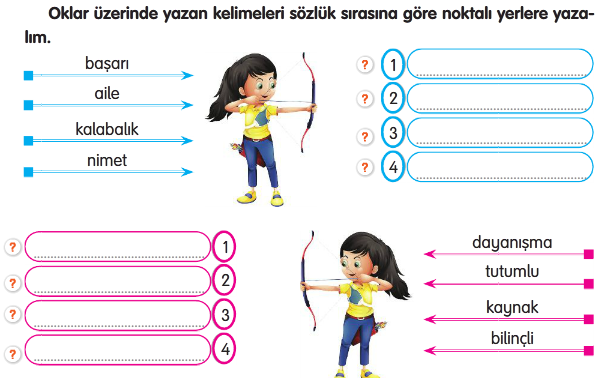 Oklar üzerinde yazan kelimeleri sözlük sırasına göre noktalı yerlere yaza-
lım.
başarı
aile
kalabalık
nimet
? 1
? 2
? 3
? 4
? 1
? 2
? 3
? 4
dayanışma
tutumlu
kaynak
bilinçli